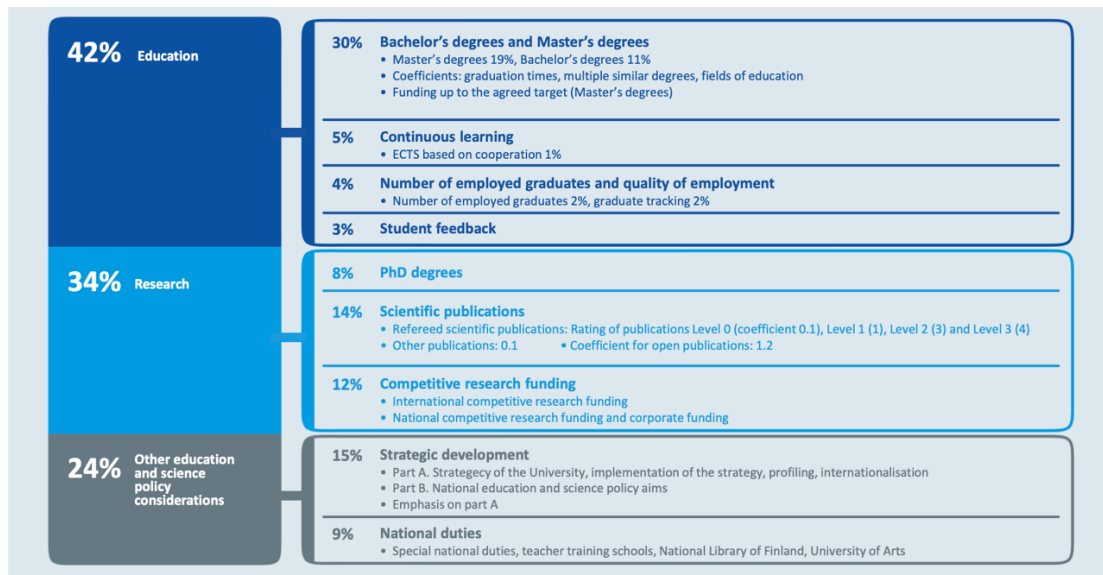 42% Education
30% Bachelor's degrees and Master's degrees
• Master's degrees 19%, Bachelor's degrees 11%
• Coefficients: graduation times, multiple similar degrees, fields of education
• Funding up to the agreed target (Master's degrees)
5% Continuous learning
• ECTS based on cooperation 1%
4% Number of employed graduates and quality of employment
• Number of employed graduates 2%, graduate tracking 2%
3% Student feedback
34% Research
8% PhD degrees
14% Scientific publications
• Refereed scientific publications: Rating of publications Level 0 (coefficient 0.1), Level 1 (1), Level 2 (3) and Level 3 (4)
• Other publications: 0.1 • Coefficient for open publications: 1.2
12% Competitive research funding
• International competitive research funding
• National competitive research funding and corporate funding
24% Other education
and science
policy
considerations
15% Strategic development
• Part A. Strategecy of the University, implementation of the strategy, profiling, internationalisation
• Part B. National education and science policy aims
• Emphasis on part A
9% National duties
• Special national duties, teacher training schools, National Library of Finland, University of Arts